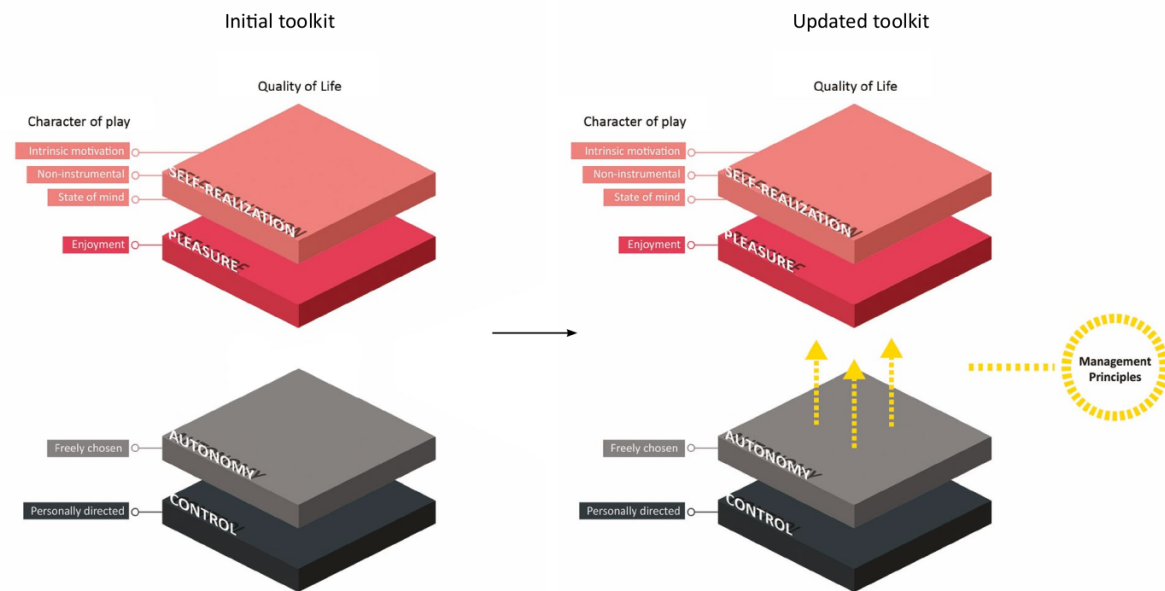 Initial toolkit
Quality of Life
Character of play
Intrinsic motivation
Non-instrumental
State of mind
SELF-REALIZATION
Enjoyment
PLEASURE
Freely chosen
AUTONOMY
Personally directed
CONTROL
Updated toolkit
Quality of Life
Character of play
Intrinsic motivation
Non-instrumental
State of mind
SELF-REALIZATION
Enjoyment
PLEASURE
Management
Principles
Freely chosen
AUTONOMY
Personally directed
CONTROL